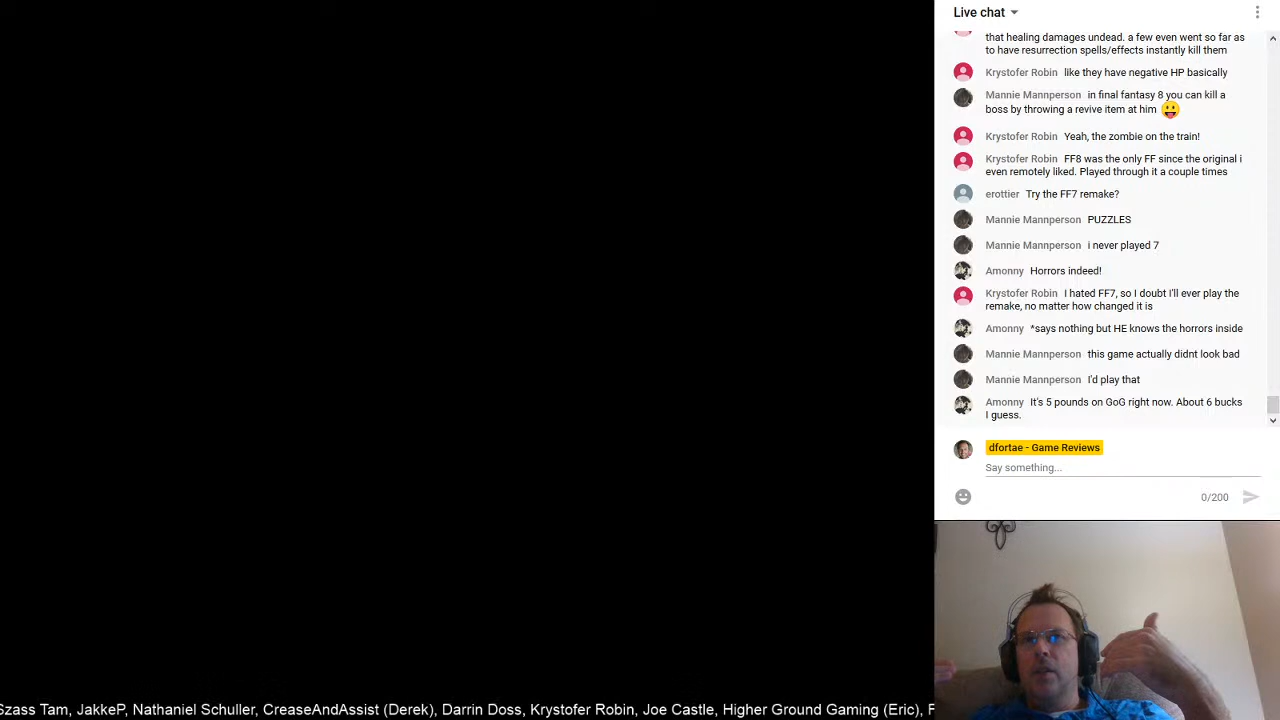 Live chat
that healing damages undead. a few even went so far as
to have resurrection spells/effects instantly kill them
Krystofer Robin like they have negative HP basically
Mannie Mannperson in final fantasy 8 you can kill a
boss by throwing a revive item at him
Krystofer Robin Yeah, the zombie on the train!
Krystofer Robin FF8 was the only FF since the original i
even remotely liked. Played through it a couple times
erottier Try the FF7 remake?
Mannie Mannperson PUZZLES
Mannie Mannperson i never played 7
Amonny Horrors indeed!
Krystofer Robin I hated FF7, so I doubt I'll ever play the
remake, no matter how changed it is
Amonny *says nothing but HE knows the horrors inside
Mannie Mannperson this game actually didnt look bad
Mannie Mannperson I'd play that
Amonny It's 5 pounds on GoG right now. About 6 bucks
I guess.
dfortae - Game Reviews
Say something...
0/200
Szass Tam, JakkeP, Nathaniel Schuller, CreaseAndAssist (Derek), Darrin Doss, Krystofer Robin, Joe Castle, Higher Ground Gaming (Eric), F